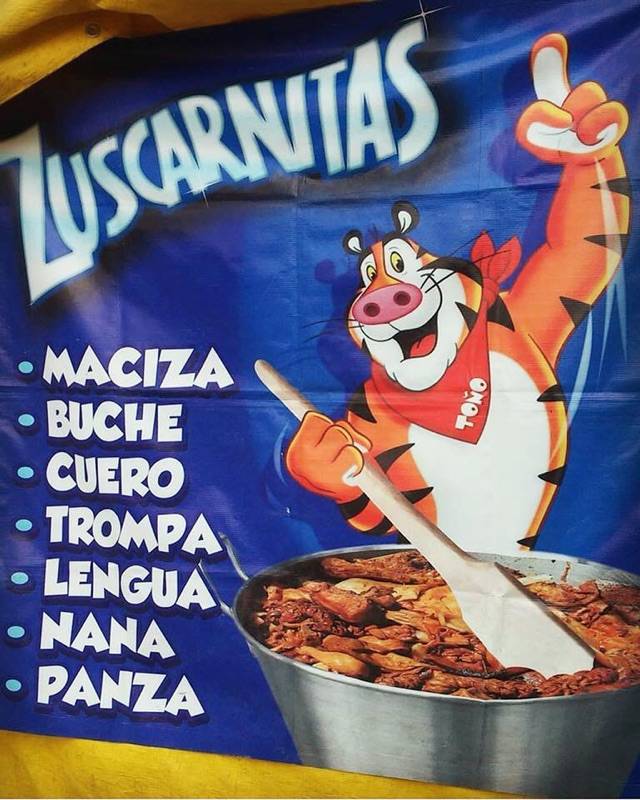 ZUSCARNITAS
• MACIZA
• BUCHE
• CUERO
• TROMPA
• LENGUA
• NANA
• PANZA
TOÑO